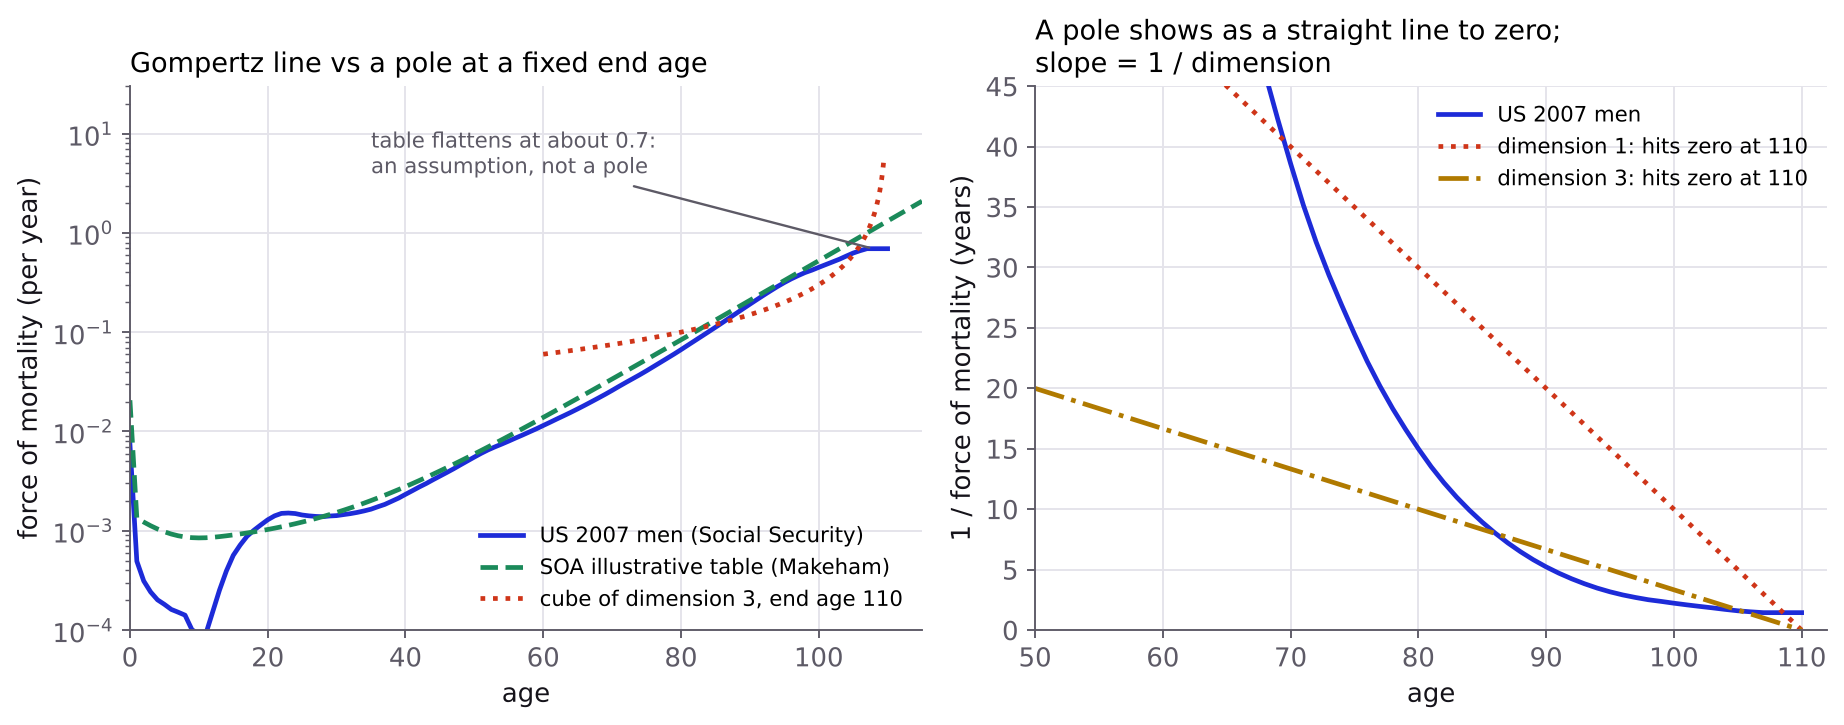 Gompertz line vs a pole at a fixed end age
force of mortality (per year)
10¹
10⁰
10⁻¹
10⁻²
10⁻³
10⁻⁴
table flattens at about 0.7:
an assumption, not a pole
US 2007 men (Social Security)
SOA illustrative table (Makeham)
cube of dimension 3, end age 110
0 20 40 60 80 100
age
A pole shows as a straight line to zero;
slope = 1 / dimension
1 / force of mortality (years)
45
40
35
30
25
20
15
10
5
0
US 2007 men
dimension 1: hits zero at 110
dimension 3: hits zero at 110
50 60 70 80 90 100 110
age